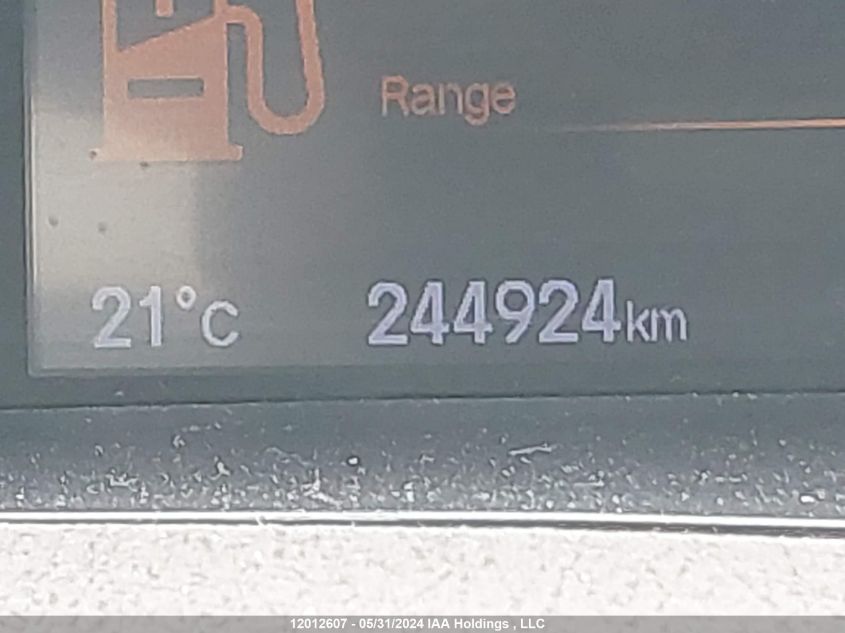 Range
21°C 244924km
12012607 - 05/31/2024 IAA Holdings , LLC